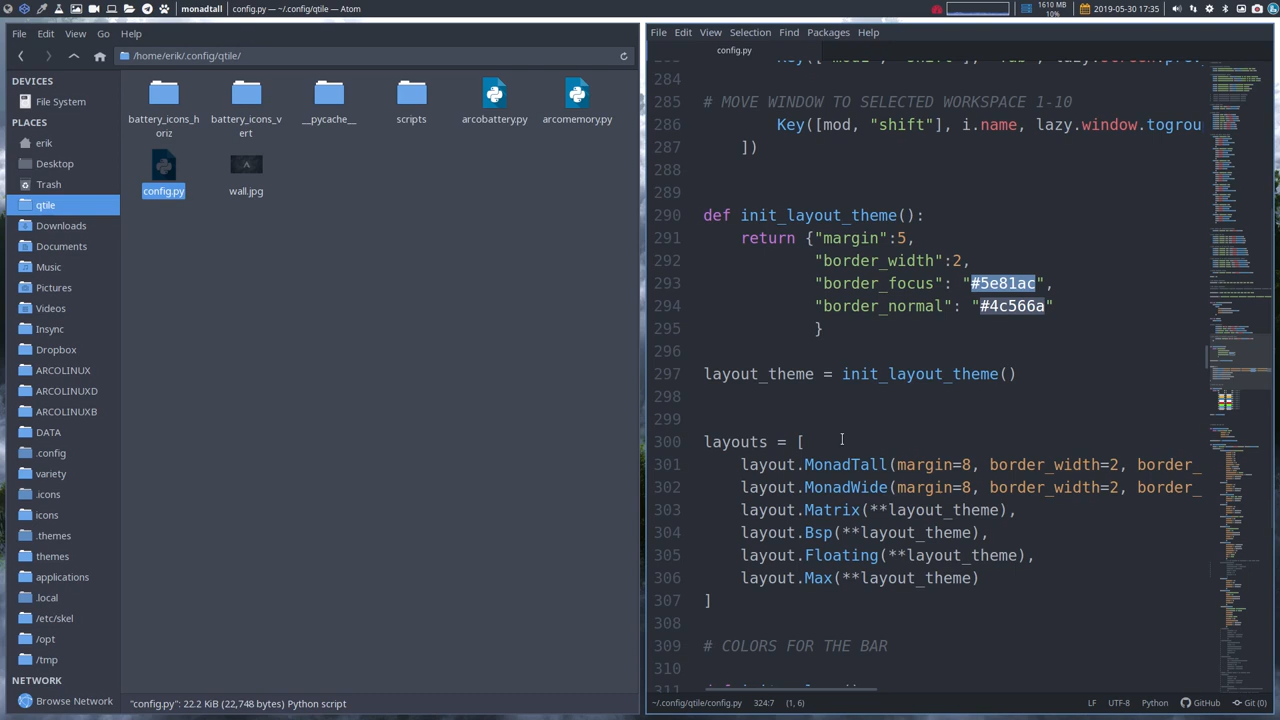 monadtall config.py — ~/.config/qtile — Atom
1610 MB
10%
2019-05-30 17:35
File Edit View Go Help
/home/erik/.config/qtile/
DEVICES
File System
PLACES
erik
Desktop
Trash
qtile
Downloads
Documents
Music
Pictures
Videos
Insync
Dropbox
ARCOLINUX
ARCOLINUXD
ARCOLINUXB
DATA
.config
variety
.icons
icons
.themes
themes
applications
.local
/etc/skel
/opt
/tmp
NETWORK
Browse Network
battery_icons_h
oriz
battery_icons_v
ert
__pycache__
scripts
arcobattery.py
arcomemory.py
config.py
wall.jpg
"config.py": 22.2 KiB (22,748 bytes) Python script
File Edit View Selection Find Packages Help
config.py
284
285 # MOVE WINDOW TO SELECTED WORKSPACE 1-10
286 Key([mod, "shift"], i.name, lazy.window.togrou
287 ])
288
289
290 def init_layout_theme():
291 return {"margin":5,
292 "border_width":2,
293 "border_focus": "#5e81ac",
294 "border_normal": "#4c566a"
295 }
296
297 layout_theme = init_layout_theme()
298
299
300 layouts = [
301 layout.MonadTall(margin=8, border_width=2, border_
302 layout.MonadWide(margin=8, border_width=2, border_
303 layout.Matrix(**layout_theme),
304 layout.Bsp(**layout_theme),
305 layout.Floating(**layout_theme),
306 layout.Max(**layout_theme)
307 ]
308
309 # COLORS FOR THE BAR
310
~/.config/qtile/config.py 324:7 (1, 6) LF UTF-8 Python GitHub Git (0)